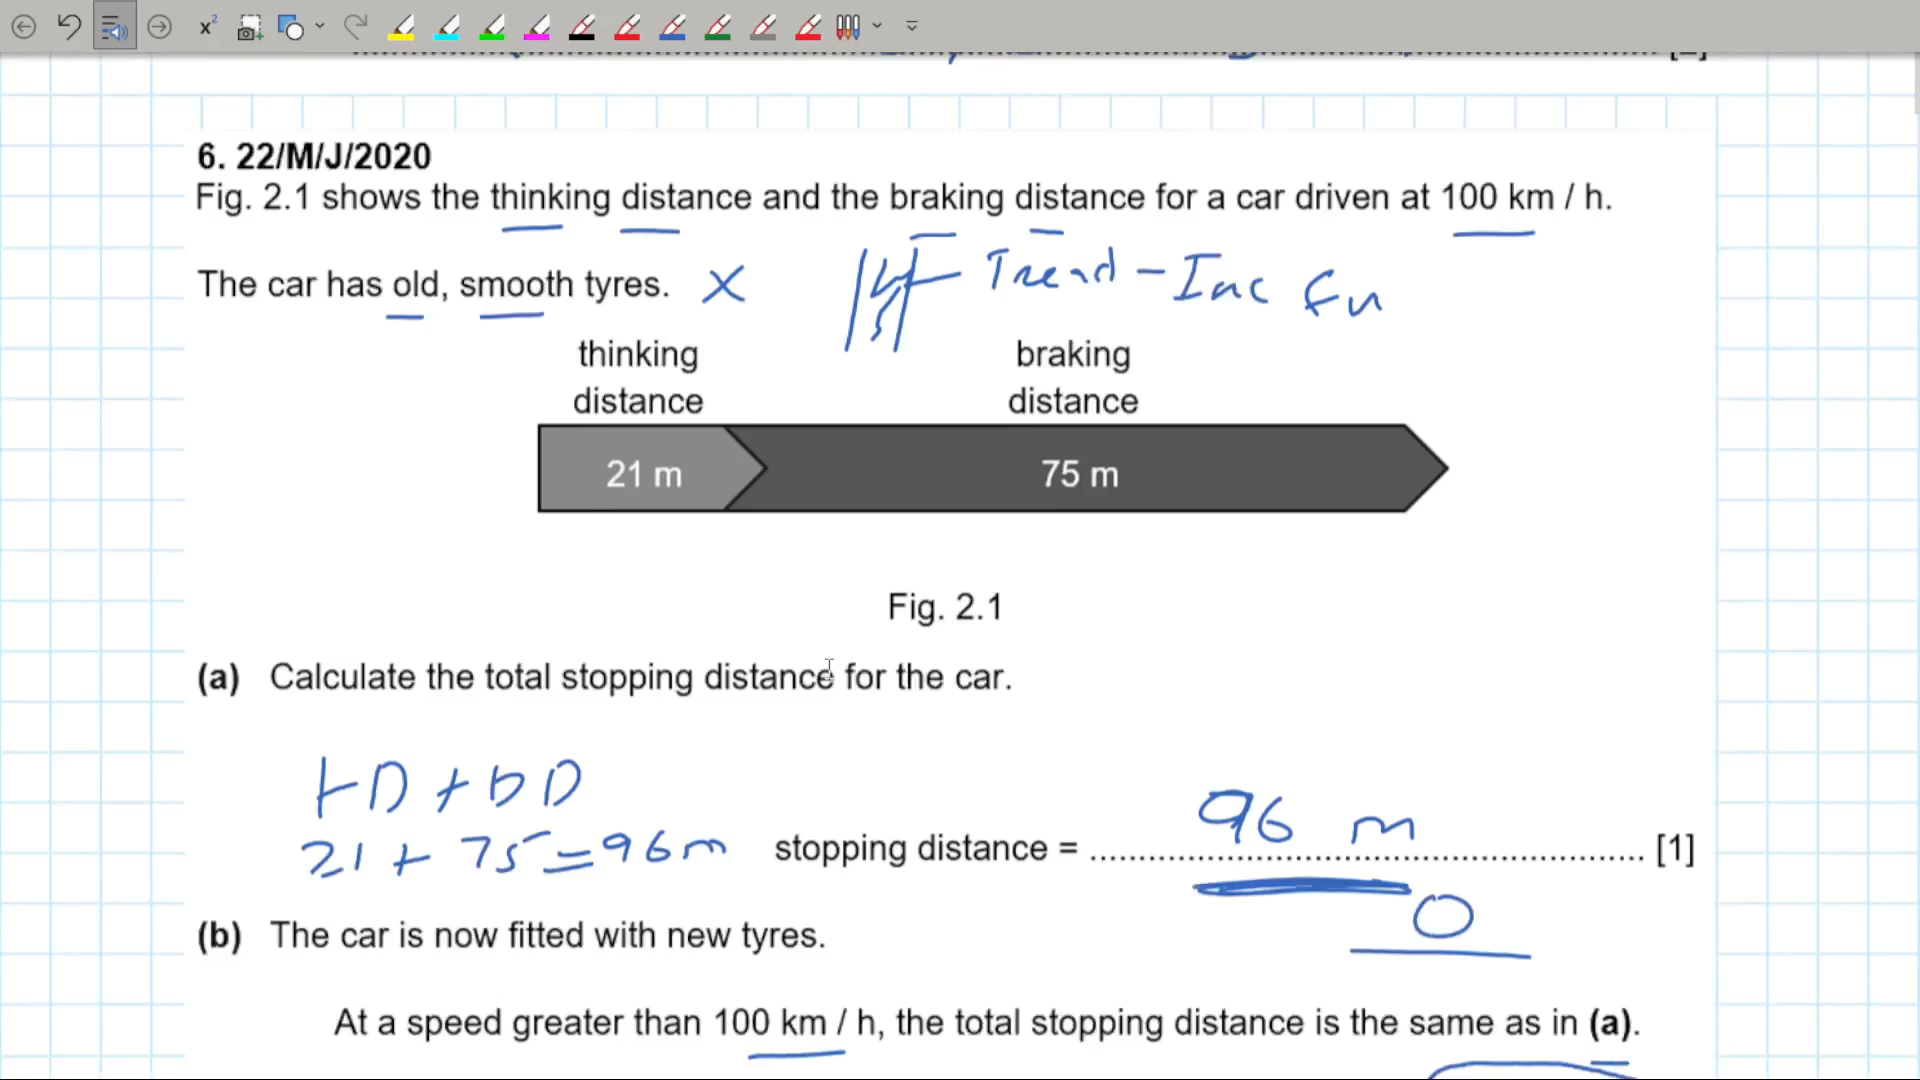 [1]
6. 22/M/J/2020
Fig. 2.1 shows the thinking distance and the braking distance for a car driven at 100 km / h.
The car has old, smooth tyres. X
Tread - Inc
thinking distance
braking distance
21 m
75 m
Fig. 2.1
(a) Calculate the total stopping distance for the car.
tD + bD
21 + 75 = 96 m
stopping distance = 96 m [1]
(b) The car is now fitted with new tyres.
At a speed greater than 100 km / h, the total stopping distance is the same as in (a).